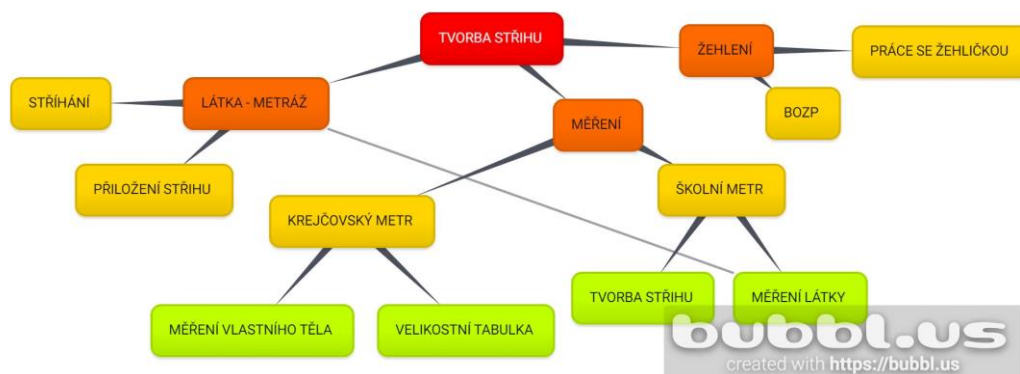 TVORBA STŘIHU
ŽEHLENÍ
PRÁCE SE ŽEHLIČKOU
STŘÍHÁNÍ
LÁTKA - METRÁŽ
BOZP
MĚŘENÍ
PŘILOŽENÍ STŘIHU
ŠKOLNÍ METR
KREJČOVSKÝ METR
TVORBA STŘIHU
MĚŘENÍ LÁTKY
MĚŘENÍ VLASTNÍHO TĚLA
VELIKOSTNÍ TABULKA
bubbl.us
created with https://bubbl.us